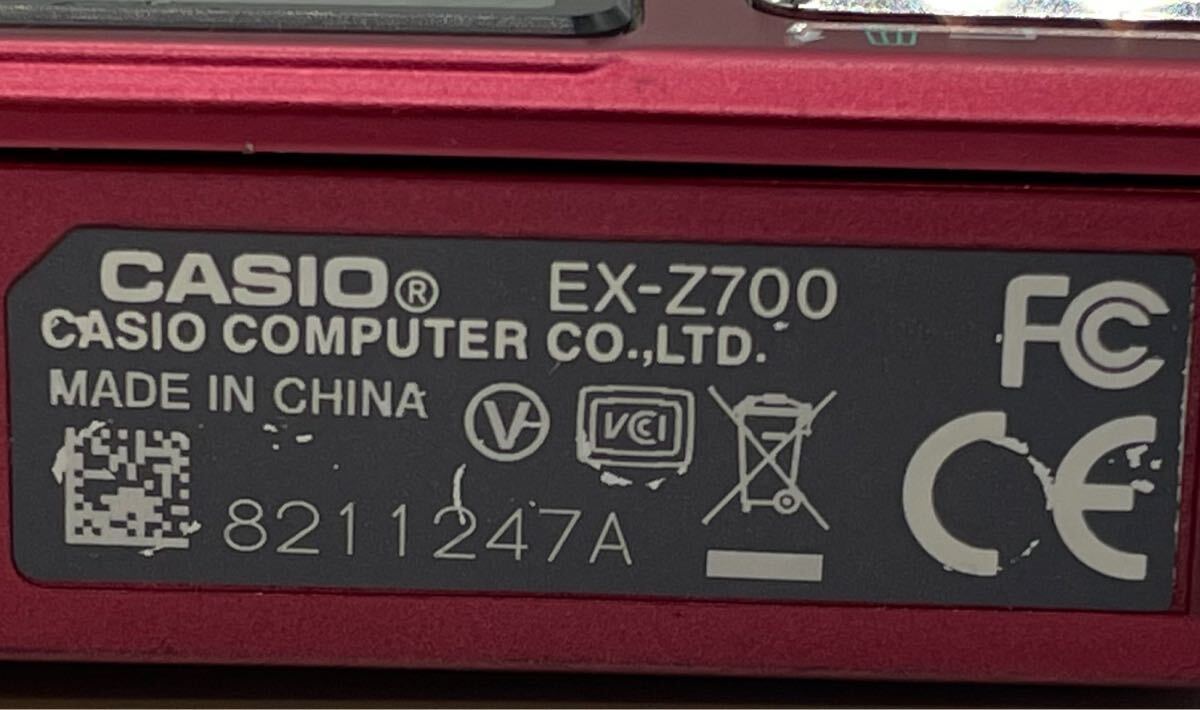 CASIO® EX-Z700
CASIO COMPUTER CO.,LTD.
MADE IN CHINA
V VCI
8211247A
FC
CE